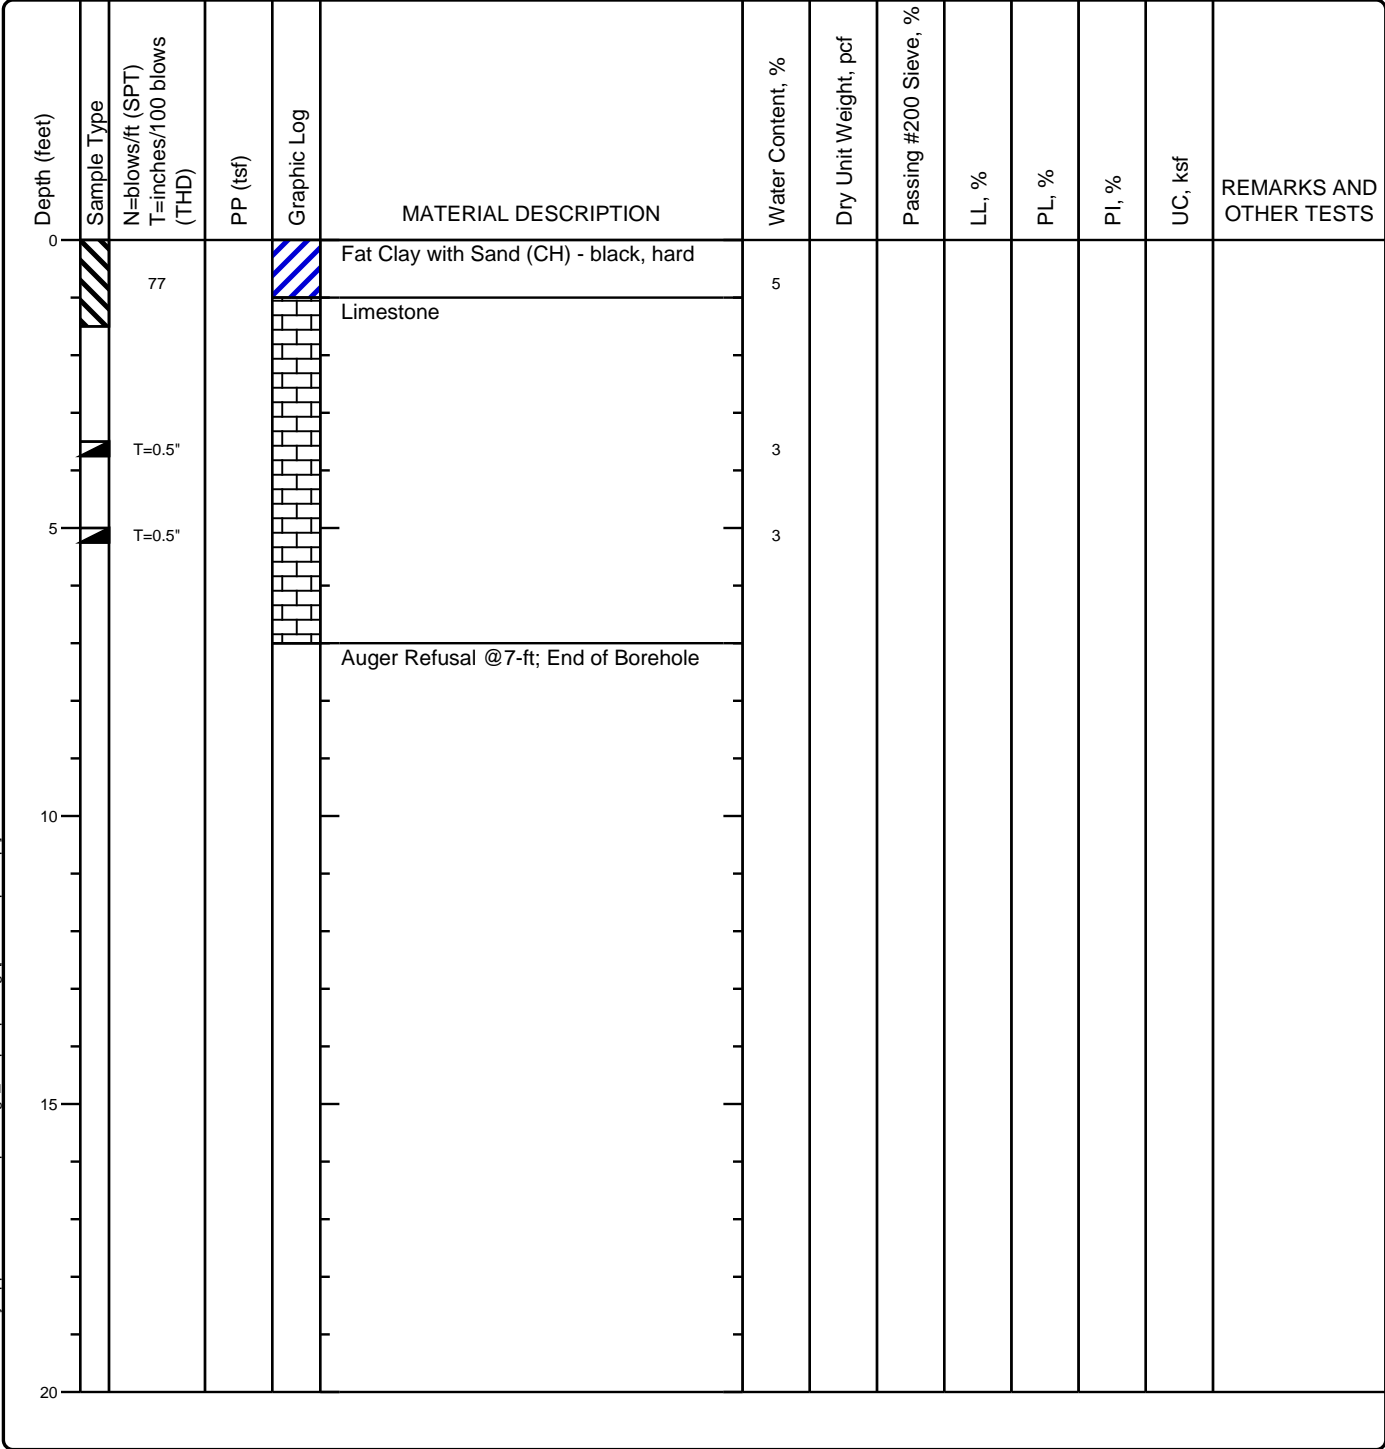 Depth (feet)
Sample Type
N=blows/ft (SPT)
T=inches/100 blows
(THD)
PP (tsf)
Graphic Log
MATERIAL DESCRIPTION
Water Content, %
Dry Unit Weight, pcf
Passing #200 Sieve, %
LL, %
PL, %
PI, %
UC, ksf
REMARKS AND
OTHER TESTS
0
Fat Clay with Sand (CH) - black, hard
77
5
Limestone
T=0.5"
3
5
T=0.5"
3
Auger Refusal @7-ft; End of Borehole
10
15
20